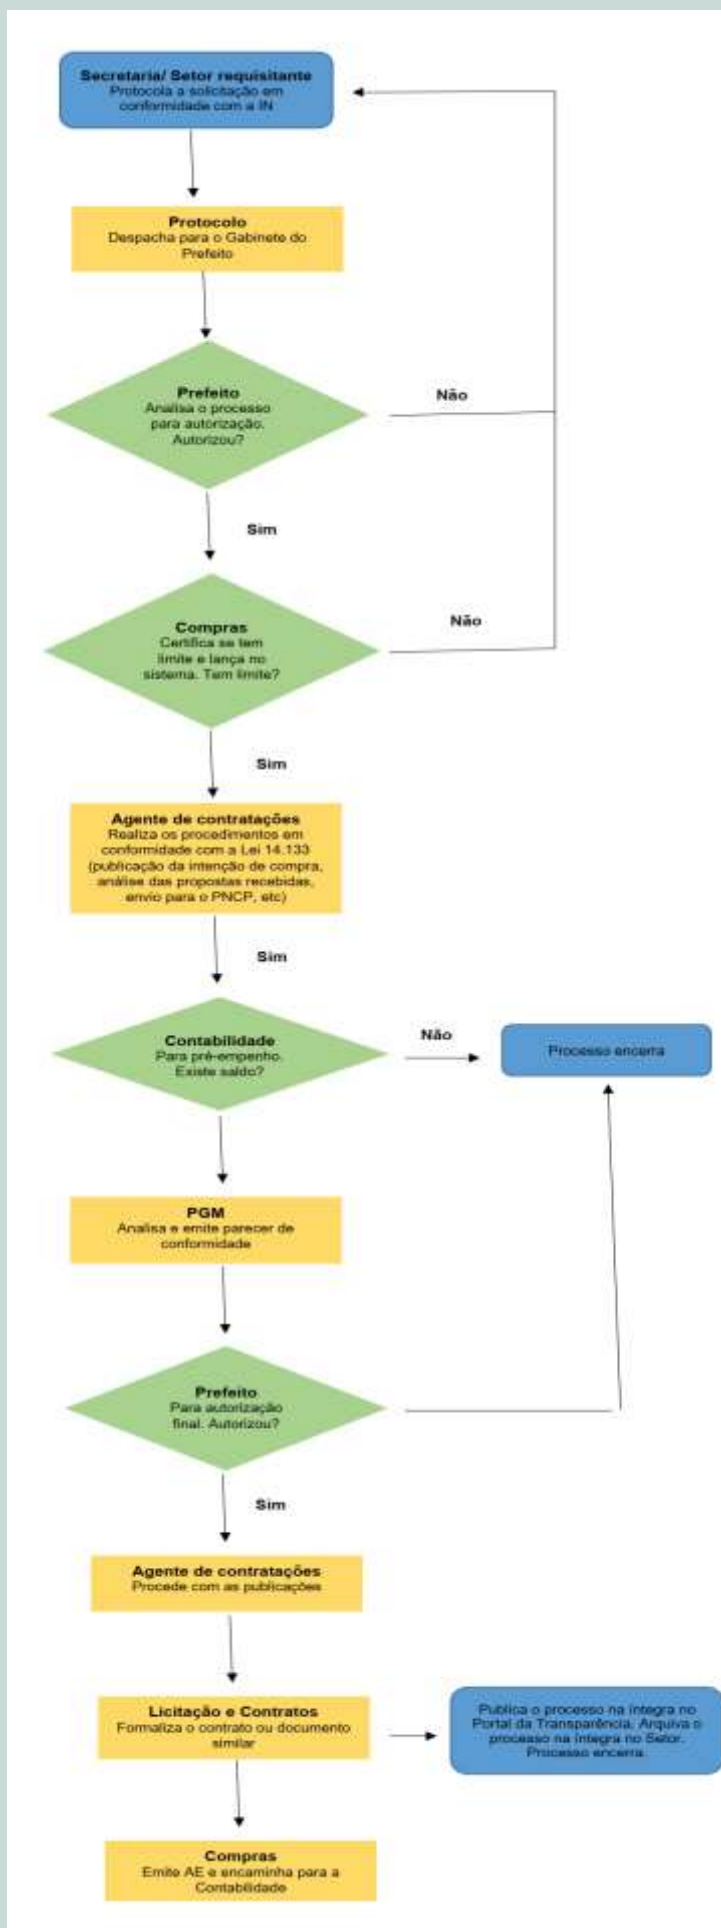 Secretaria/ Setor requisitante
Protocola a solicitação em
conformidade com a IN
Protocolo
Despacha para o Gabinete do
Prefeito
Prefeito
Analisa o processo
para autorização.
Autorizou?
Não
Sim
Compras
Certifica se tem
limite e lança no
sistema. Tem limite?
Não
Sim
Agente de contratações
Realiza os procedimentos em
conformidade com a Lei 14.133
(publicação da intenção de compra,
análise das propostas recebidas,
envio para o PNCP, etc)
Sim
Contabilidade
Para pré-empenho.
Existe saldo?
Não
Processo encerra
PGM
Analisa e emite parecer de
conformidade
Prefeito
Para autorização
final. Autorizou?
Sim
Agente de contratações
Procede com as publicações
Licitação e Contratos
Formaliza o contrato ou documento
similar
Publica o processo na íntegra no
Portal da Transparência. Arquiva o
processo na íntegra no Setor.
Processo encerra.
Compras
Emite AE e encaminha para a
Contabilidade